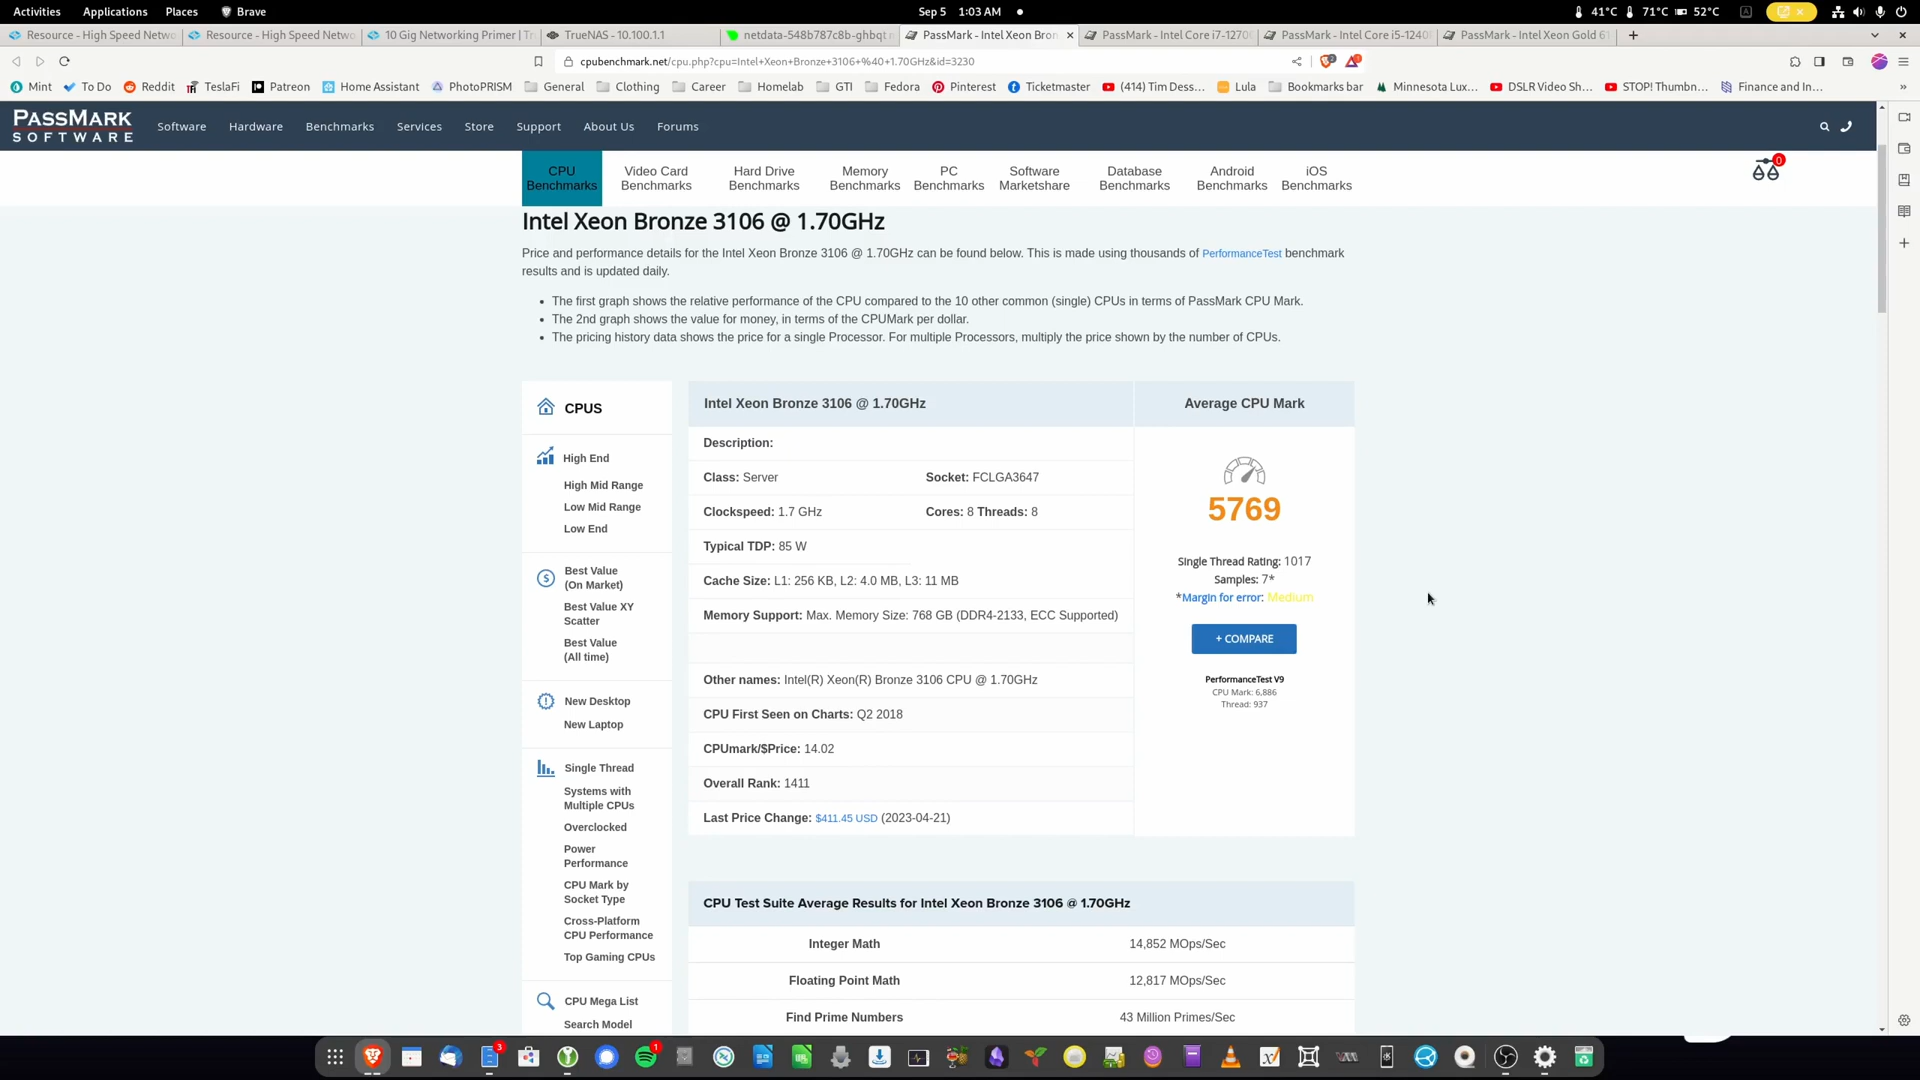 Activities Applications Places Brave Sep 5 1:03 AM 41°C 71°C 52°C
Resource - High Speed Netwo Resource - High Speed Netwo 10 Gig Networking Primer | Tr TrueNAS - 10.100.1.1 netdata-548b787c8b-ghbqt n PassMark - Intel Xeon Bron PassMark - Intel Core i7-1270 PassMark - Intel Core i5-1240 PassMark - Intel Xeon Gold 61
cpubenchmark.net/cpu.php?cpu=Intel+Xeon+Bronze+3106+%40+1.70GHz&id=3230
Mint To Do Reddit TeslaFi Patreon Home Assistant PhotoPRISM General Clothing Career Homelab GTI Fedora Pinterest Ticketmaster (414) Tim Dess... Lula Bookmarks bar Minnesota Lux... DSLR Video Sh... STOP! Thumbn... Finance and In...
PASSMARK
SOFTWARE
Software Hardware Benchmarks Services Store Support About Us Forums
CPU
Benchmarks
Video Card
Benchmarks
Hard Drive
Benchmarks
Memory
Benchmarks
PC
Benchmarks
Software
Marketshare
Database
Benchmarks
Android
Benchmarks
iOS
Benchmarks
0
Intel Xeon Bronze 3106 @ 1.70GHz
Price and performance details for the Intel Xeon Bronze 3106 @ 1.70GHz can be found below. This is made using thousands of PerformanceTest benchmark
results and is updated daily.
The first graph shows the relative performance of the CPU compared to the 10 other common (single) CPUs in terms of PassMark CPU Mark.
The 2nd graph shows the value for money, in terms of the CPUMark per dollar.
The pricing history data shows the price for a single Processor. For multiple Processors, multiply the price shown by the number of CPUs.
CPUS
High End
High Mid Range
Low Mid Range
Low End
Best Value
(On Market)
Best Value XY
Scatter
Best Value
(All time)
New Desktop
New Laptop
Single Thread
Systems with
Multiple CPUs
Overclocked
Power
Performance
CPU Mark by
Socket Type
Cross-Platform
CPU Performance
Top Gaming CPUs
CPU Mega List
Search Model
Intel Xeon Bronze 3106 @ 1.70GHz
Description:
Class: Server Socket: FCLGA3647
Clockspeed: 1.7 GHz Cores: 8 Threads: 8
Typical TDP: 85 W
Cache Size: L1: 256 KB, L2: 4.0 MB, L3: 11 MB
Memory Support: Max. Memory Size: 768 GB (DDR4-2133, ECC Supported)
Other names: Intel(R) Xeon(R) Bronze 3106 CPU @ 1.70GHz
CPU First Seen on Charts: Q2 2018
CPUmark/$Price: 14.02
Overall Rank: 1411
Last Price Change: $411.45 USD (2023-04-21)
Average CPU Mark
5769
Single Thread Rating: 1017
Samples: 7*
*Margin for error: Medium
+ COMPARE
PerformanceTest V9
CPU Mark: 6,886
Thread: 937
CPU Test Suite Average Results for Intel Xeon Bronze 3106 @ 1.70GHz
Integer Math 14,852 MOps/Sec
Floating Point Math 12,817 MOps/Sec
Find Prime Numbers 43 Million Primes/Sec
3
1